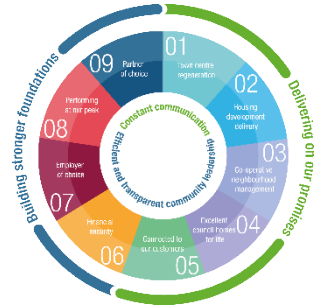 Building stronger foundations
Delivering on our promises
Constant communication
Efficient and transparent community leadership
01
Town centre
regeneration
02
Housing
development
delivery
03
Co-operative
neighbourhood
management
04
Excellent
council homes
for life
05
Connected to
our customers
06
Financial
security
07
Employer
of choice
08
Performing
at our peak
09
Partner
of choice